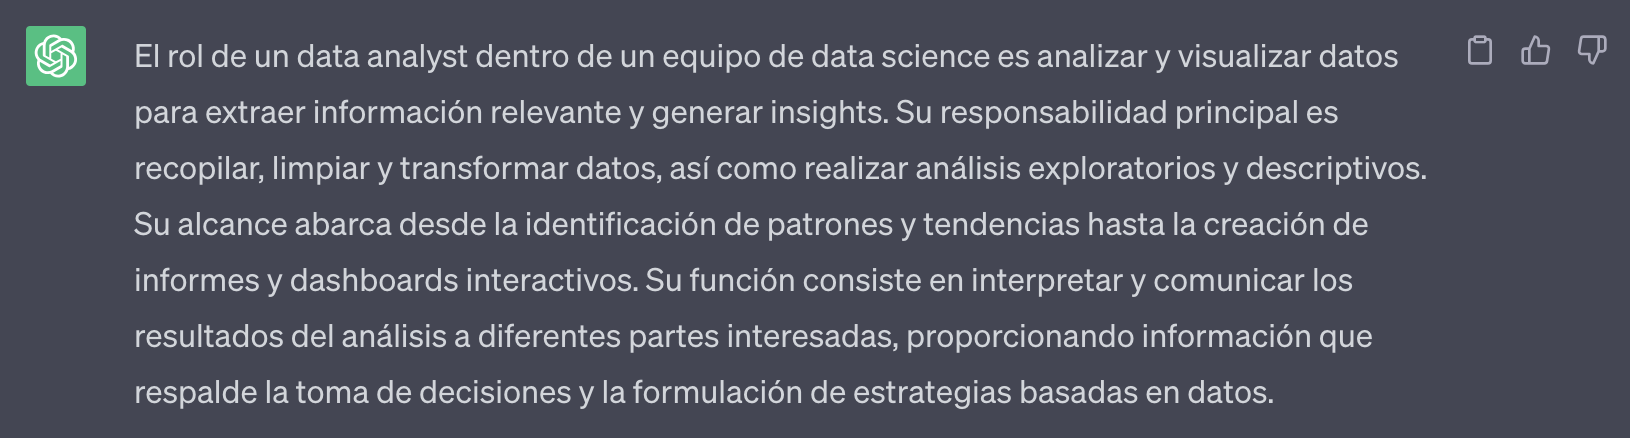 El rol de un data analyst dentro de un equipo de data science es analizar y visualizar datos
para extraer información relevante y generar insights. Su responsabilidad principal es
recopilar, limpiar y transformar datos, así como realizar análisis exploratorios y descriptivos.
Su alcance abarca desde la identificación de patrones y tendencias hasta la creación de
informes y dashboards interactivos. Su función consiste en interpretar y comunicar los
resultados del análisis a diferentes partes interesadas, proporcionando información que
respalde la toma de decisiones y la formulación de estrategias basadas en datos.